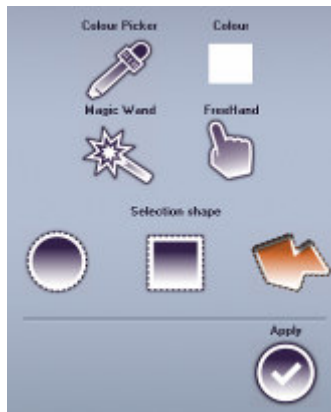 Colour Picker Colour
Magic Wand FreeHand
Selection shape
Apply